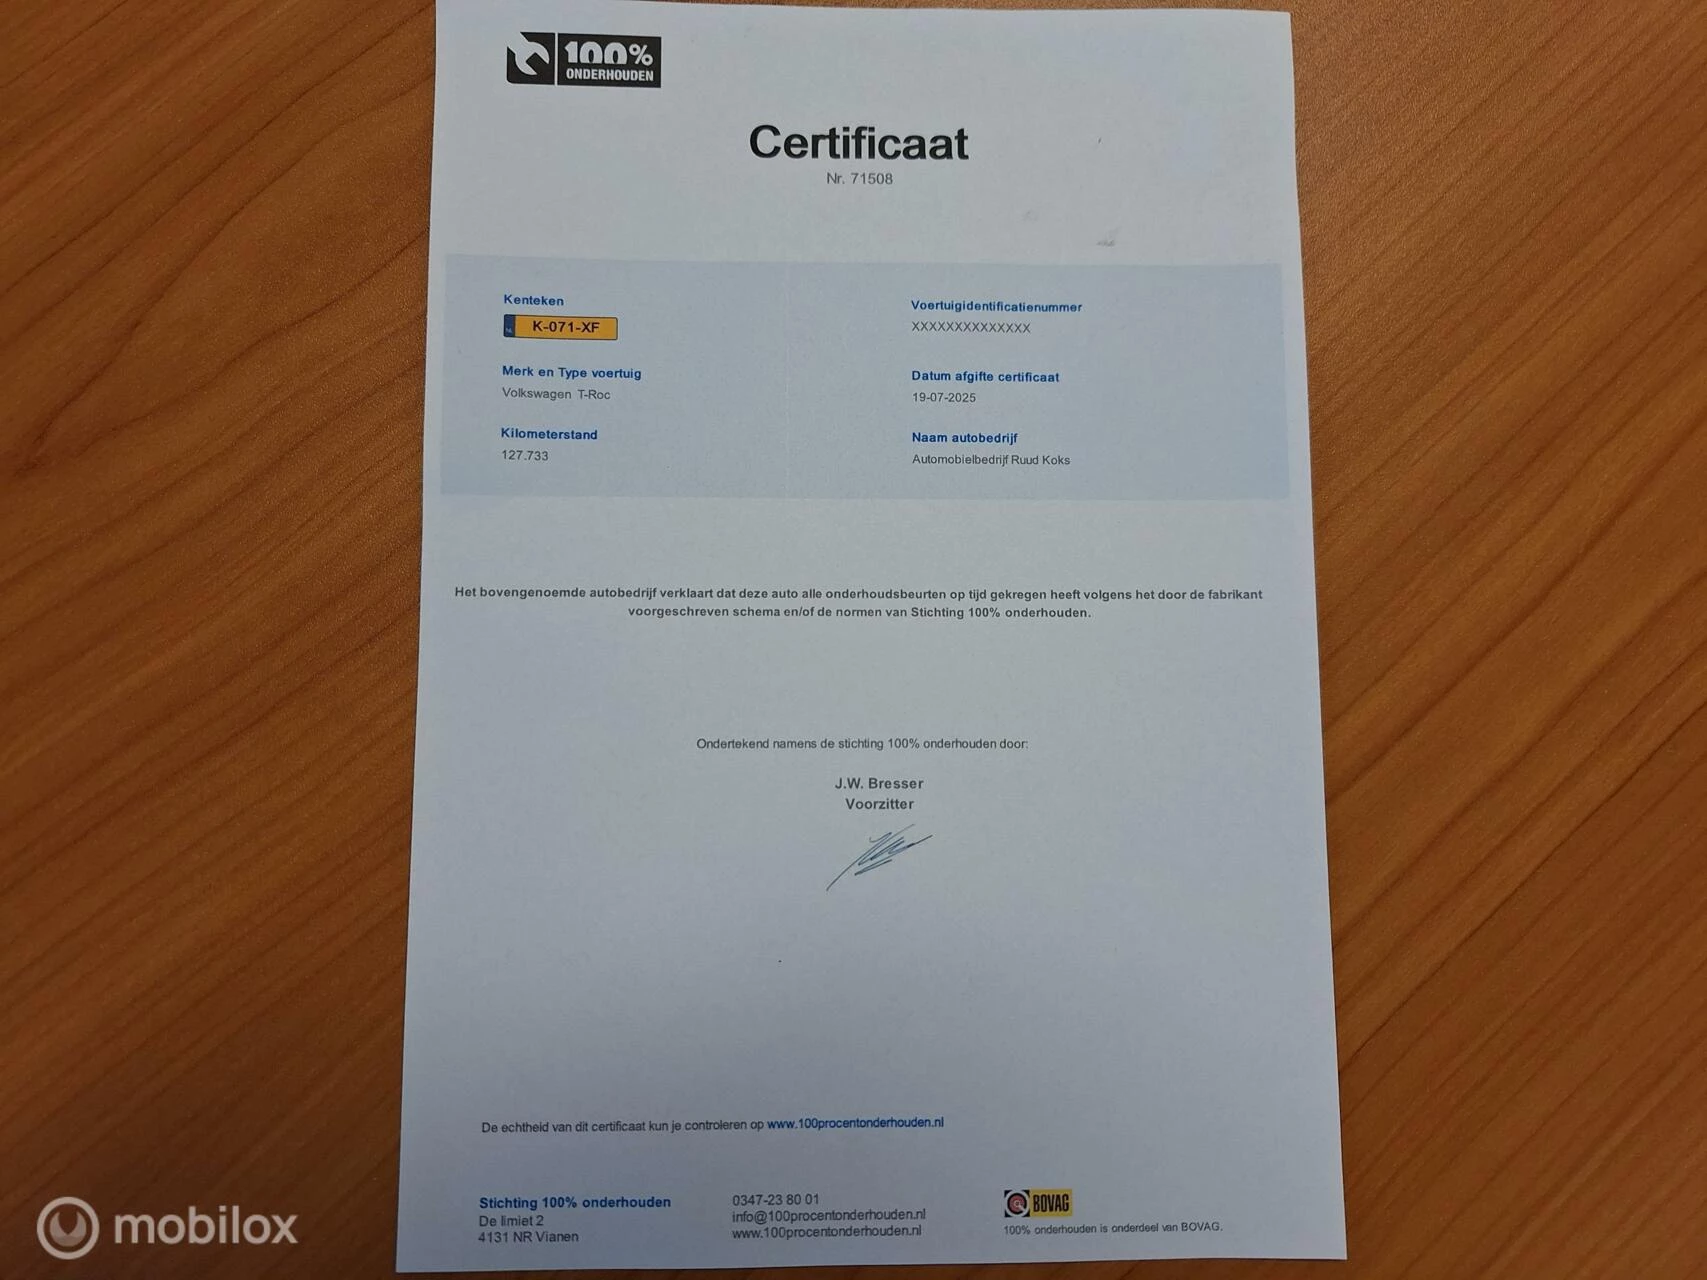 100%
ONDERHOUDEN
Certificaat
Nr. 71508
Kenteken
NL K-071-XF
Merk en Type voertuig
Volkswagen T-Roc
Kilometerstand
127.733
Voertuigidentificatienummer
XXXXXXXXXXXXXX
Datum afgifte certificaat
19-07-2025
Naam autobedrijf
Automobielbedrijf Ruud Koks
Het bovengenoemde autobedrijf verklaart dat deze auto alle onderhoudsbeurten op tijd gekregen heeft volgens het door de fabrikant
voorgeschreven schema en/of de normen van Stichting 100% onderhouden.
Ondertekend namens de stichting 100% onderhouden door:
J.W. Bresser
Voorzitter
De echtheid van dit certificaat kun je controleren op www.100procentonderhouden.nl
Stichting 100% onderhouden
De limiet 2
4131 NR Vianen
0347-23 80 01
info@100procentonderhouden.nl
www.100procentonderhouden.nl
BOVAG
100% onderhouden is onderdeel van BOVAG.
mobilox